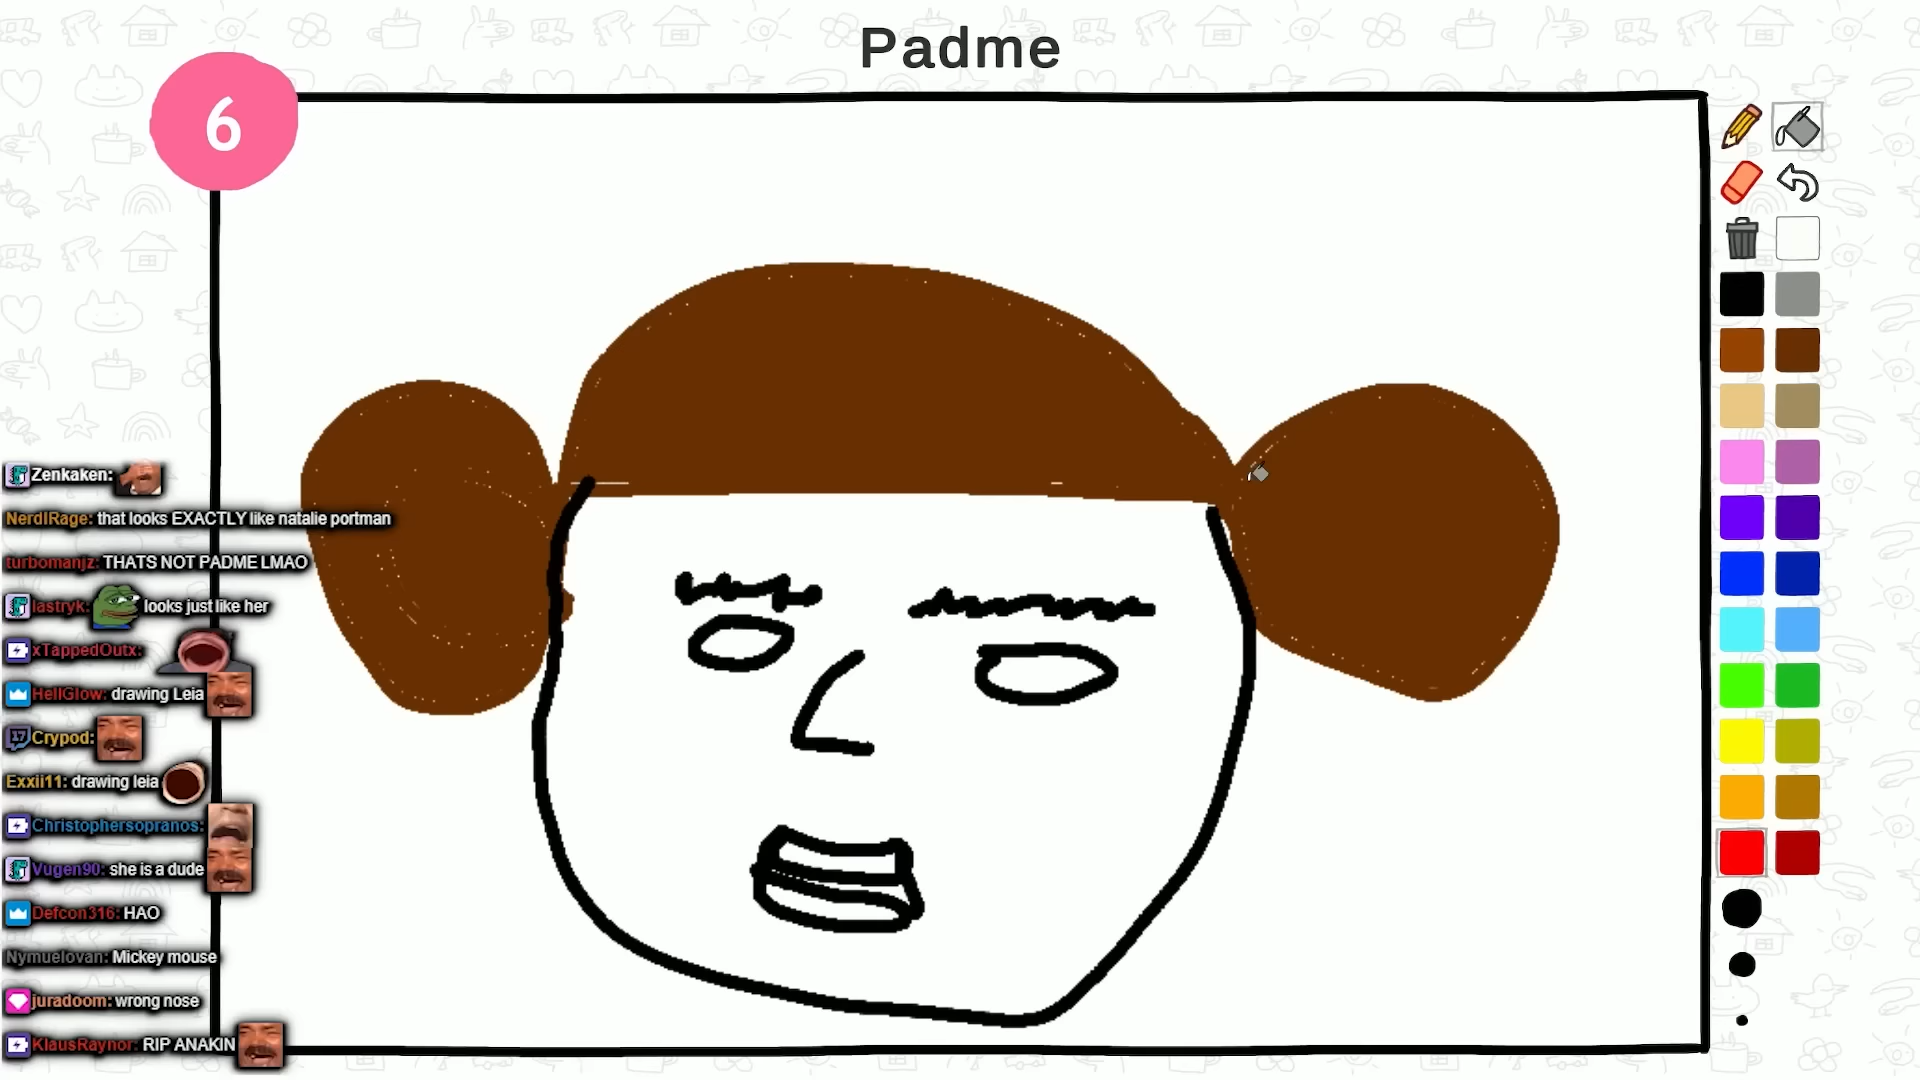 Padme
6
Zenkaken:
NerdIRage: that looks EXACTLY like natalie portman
turbomanjz: THATS NOT PADME LMAO
lastryk: looks just like her
xTappedOutx:
HellGlow: drawing Leia
17 Crypod:
Exxii11: drawing leia
Christophersopranos:
Vugen90: she is a dude
Defcon316: HAO
Nymuelovan: Mickey mouse
juradoom: wrong nose
KlausRaynor: RIP ANAKIN